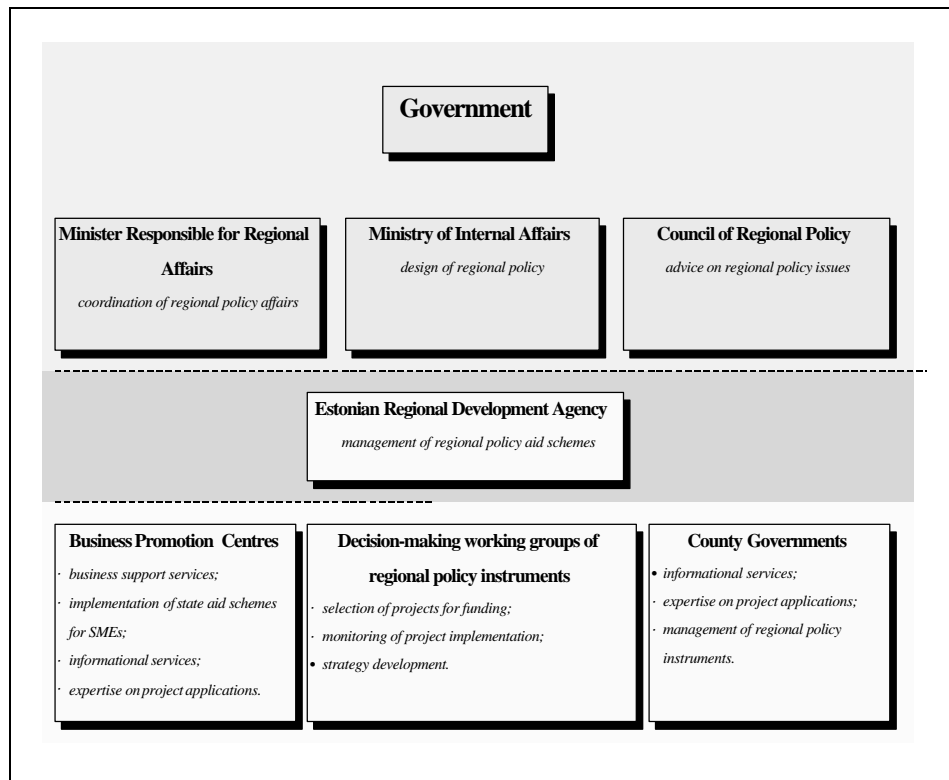 Government
Minister Responsible for Regional
Affairs
coordination of regional policy affairs
Ministry of Internal Affairs
design of regional policy
Council of Regional Policy
advice on regional policy issues
Estonian Regional Development Agency
management of regional policy aid schemes
Business Promotion Centres
· business support services;
· implementation of state aid schemes
for SMEs;
· informational services;
· expertise on project applications.
Decision-making working groups of
regional policy instruments
· selection of projects for funding;
· monitoring of project implementation;
• strategy development.
County Governments
• informational services;
· expertise on project applications;
· management of regional policy
instruments.